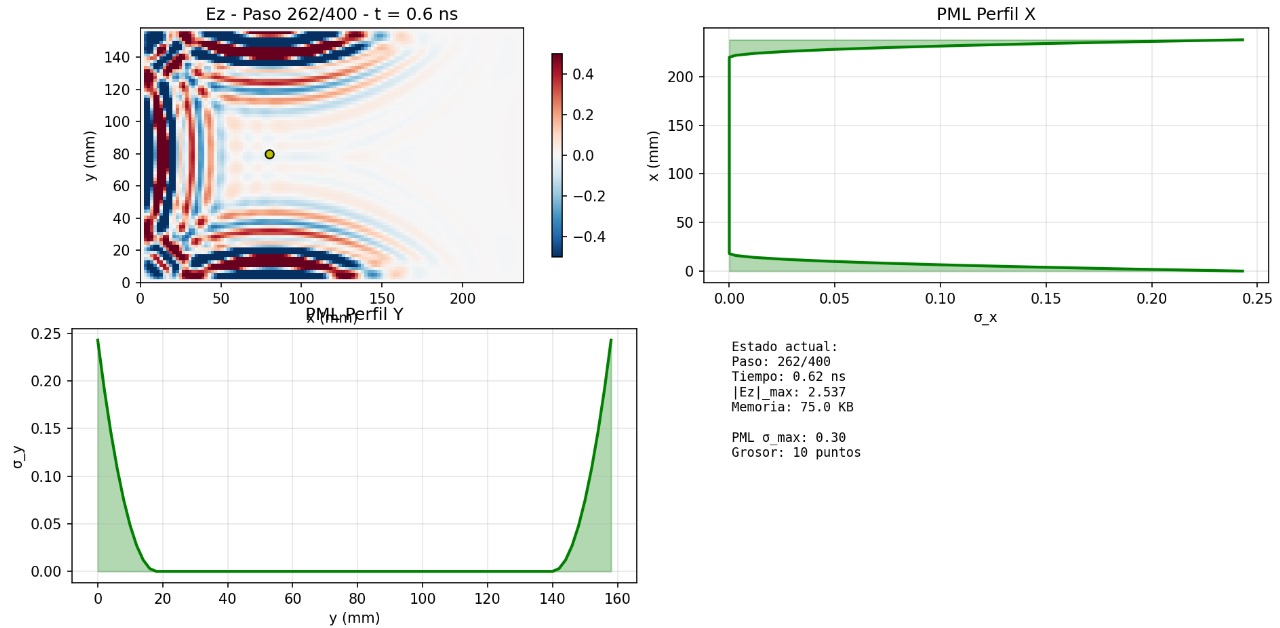 Ez - Paso 262/400 - t = 0.6 ns
y (mm)
140
120
100
80
60
40
20
0
0 50 100 150 200
x (mm)
0.4
0.2
0.0
−0.2
−0.4
PML Perfil X
x (mm)
200
150
100
50
0
0.00 0.05 0.10 0.15 0.20 0.25
σ_x
PML Perfil Y
σ_y
0.25
0.20
0.15
0.10
0.05
0.00
0 20 40 60 80 100 120 140 160
y (mm)
Estado actual:
Paso: 262/400
Tiempo: 0.62 ns
|Ez|_max: 2.537
Memoria: 75.0 KB
PML σ_max: 0.30
Grosor: 10 puntos